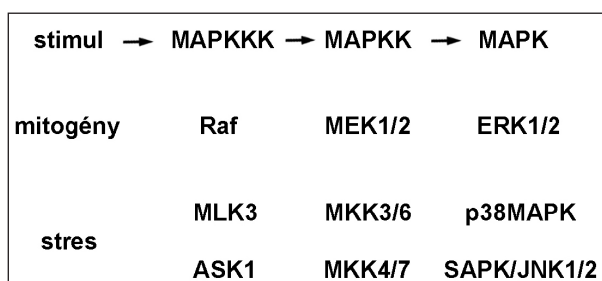 stimul → MAPKKK → MAPKK → MAPK
mitogény Raf MEK1/2 ERK1/2
MLK3 MKK3/6 p38MAPK
stres
ASK1 MKK4/7 SAPK/JNK1/2